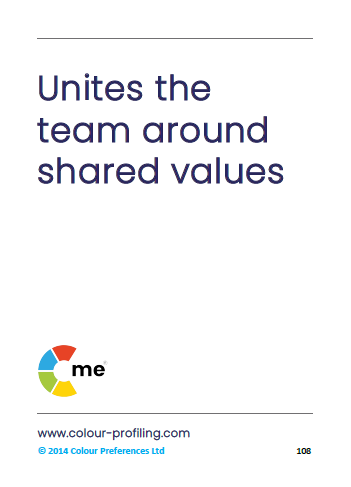 Unites the
team around
shared values
me®
www.colour-profiling.com
© 2014 Colour Preferences Ltd 108